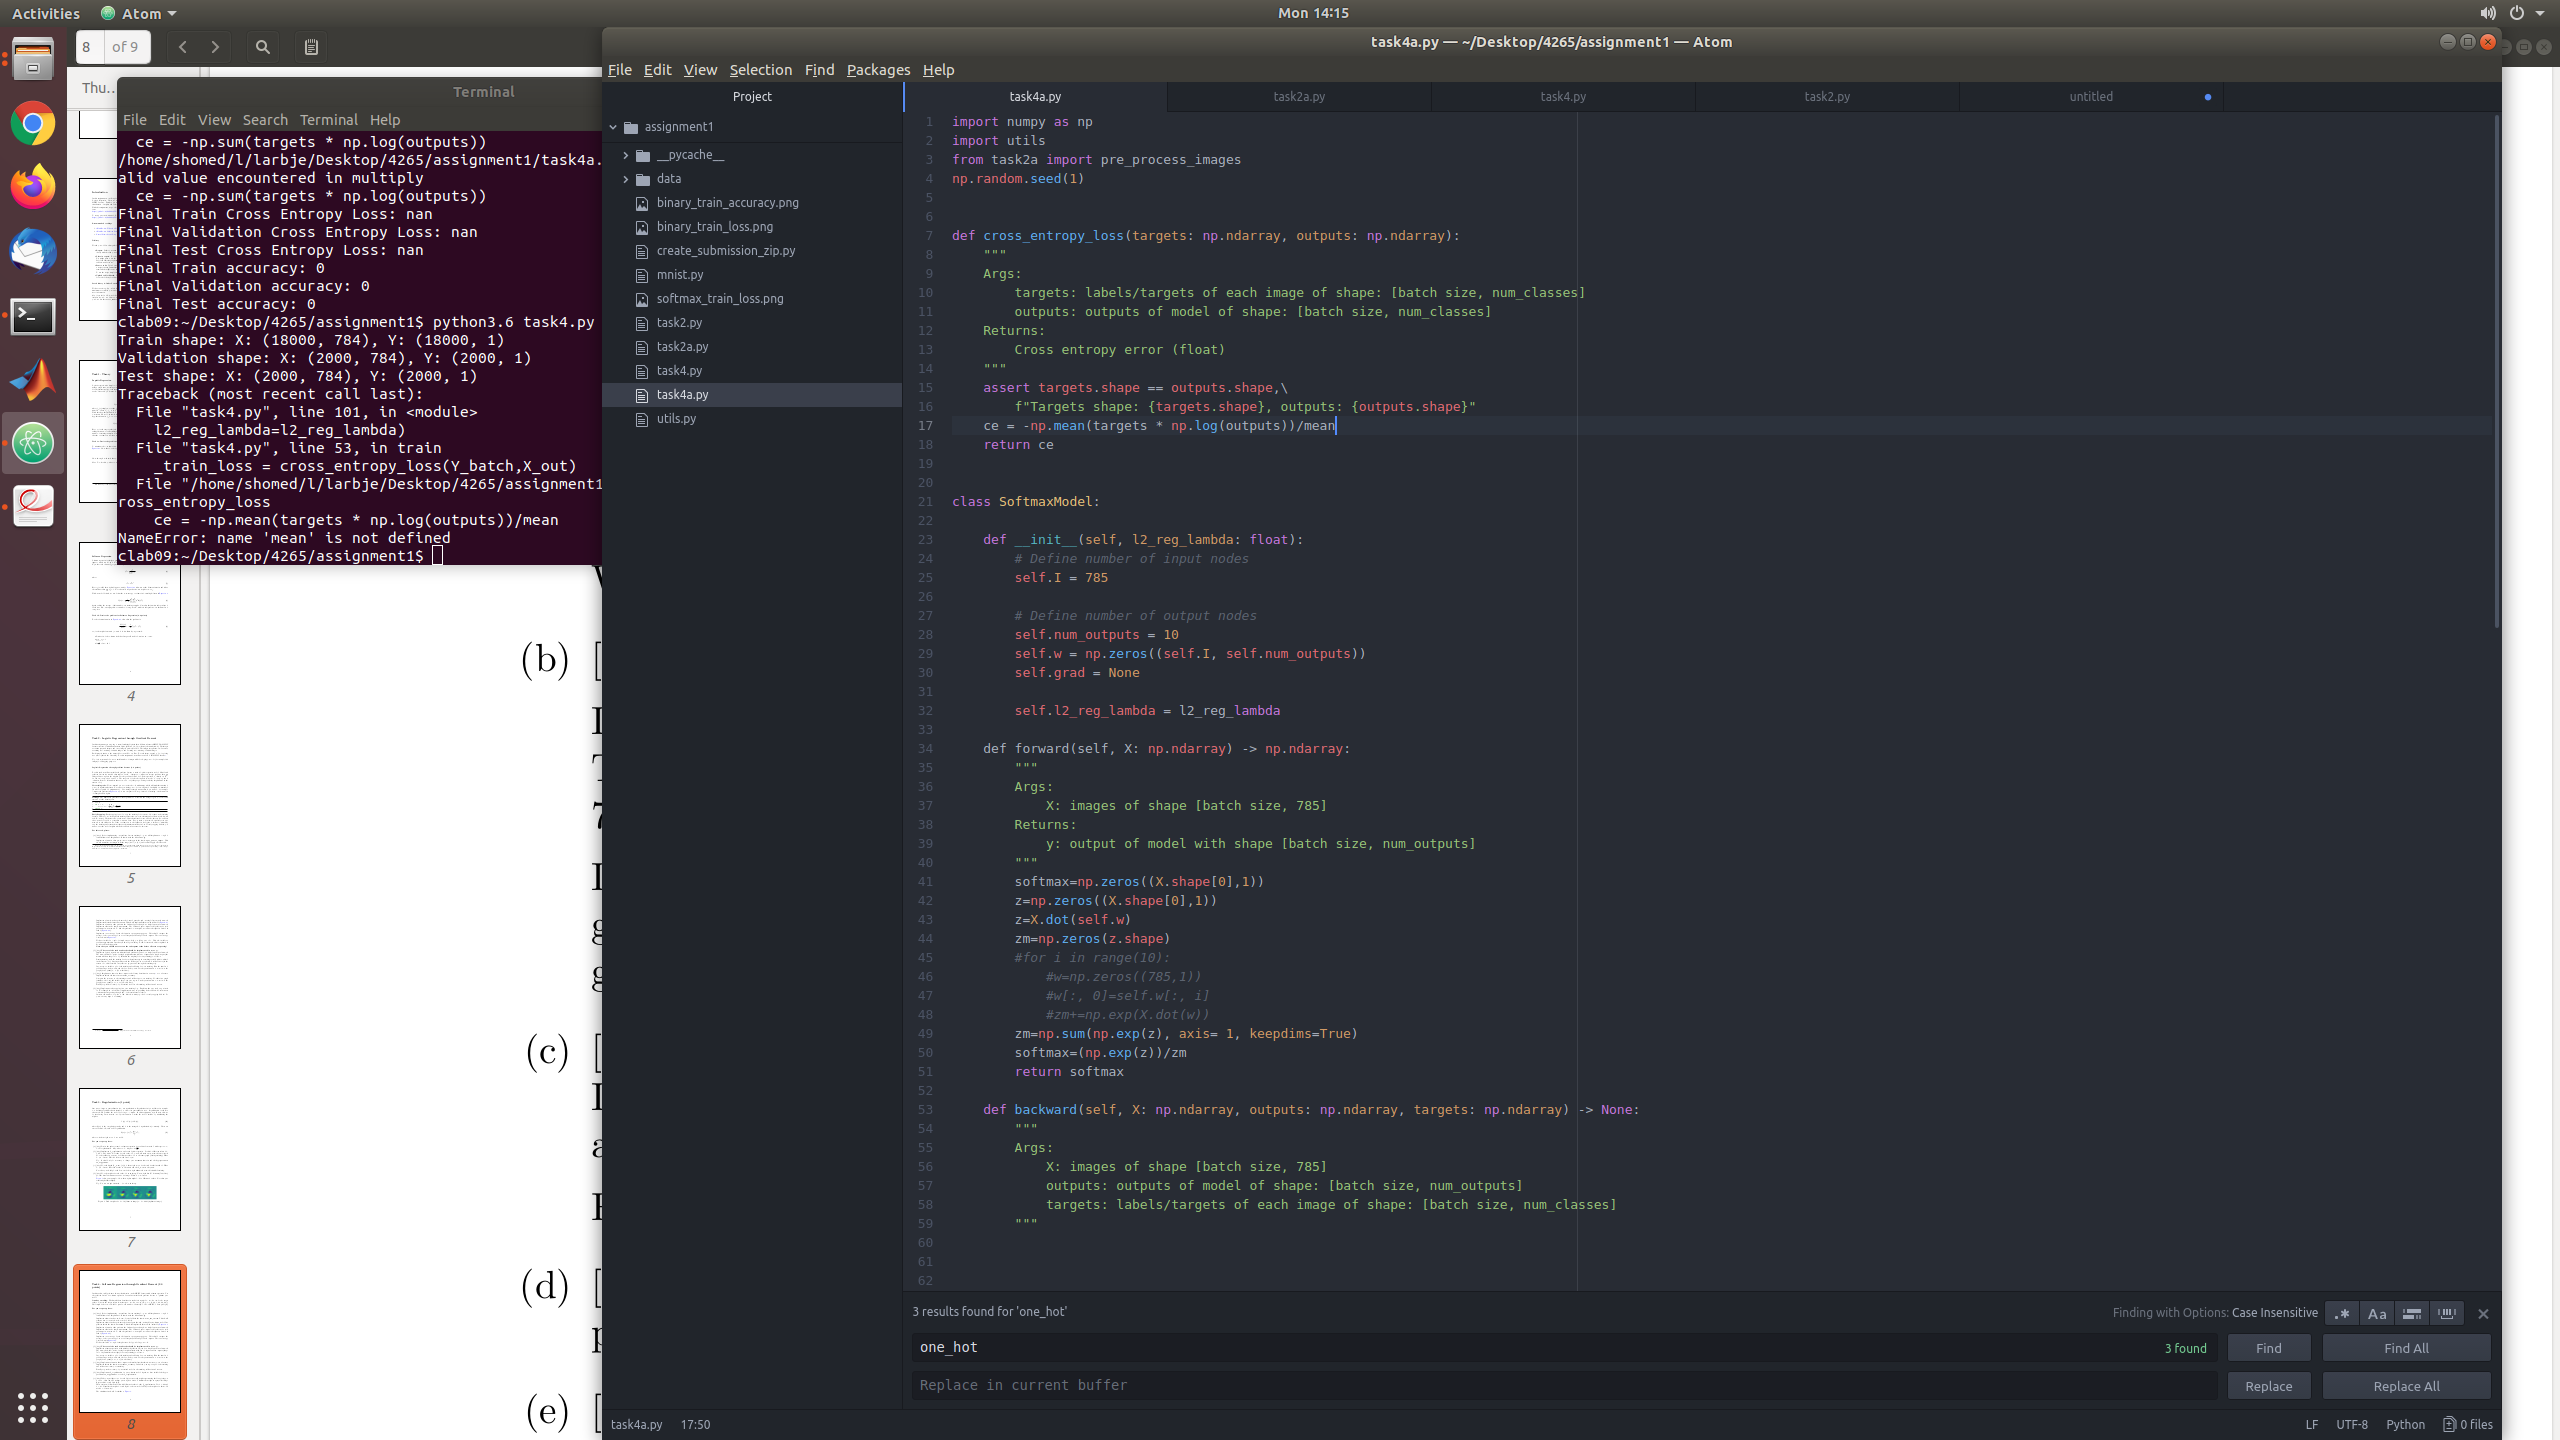 Activities
Atom
Mon 14:15
8 of 9
Thu...
4
5
6
7
8
Terminal
File Edit View Search Terminal Help
ce = -np.sum(targets * np.log(outputs))
/home/shomed/l/larbje/Desktop/4265/assignment1/task4a.
alid value encountered in multiply
ce = -np.sum(targets * np.log(outputs))
Final Train Cross Entropy Loss: nan
Final Validation Cross Entropy Loss: nan
Final Test Cross Entropy Loss: nan
Final Train accuracy: 0
Final Validation accuracy: 0
Final Test accuracy: 0
clab09:~/Desktop/4265/assignment1$ python3.6 task4.py
Train shape: X: (18000, 784), Y: (18000, 1)
Validation shape: X: (2000, 784), Y: (2000, 1)
Test shape: X: (2000, 784), Y: (2000, 1)
Traceback (most recent call last):
File "task4.py", line 101, in <module>
l2_reg_lambda=l2_reg_lambda)
File "task4.py", line 53, in train
_train_loss = cross_entropy_loss(Y_batch,X_out)
File "/home/shomed/l/larbje/Desktop/4265/assignment1
ross_entropy_loss
ce = -np.mean(targets * np.log(outputs))/mean
NameError: name 'mean' is not defined
clab09:~/Desktop/4265/assignment1$
(b) [
(c) [
(d) [
(e) [
task4a.py — ~/Desktop/4265/assignment1 — Atom
File Edit View Selection Find Packages Help
Project
assignment1
__pycache__
data
binary_train_accuracy.png
binary_train_loss.png
create_submission_zip.py
mnist.py
softmax_train_loss.png
task2.py
task2a.py
task4.py
task4a.py
utils.py
task4a.py task2a.py task4.py task2.py untitled
1 import numpy as np
2 import utils
3 from task2a import pre_process_images
4 np.random.seed(1)
5
6
7 def cross_entropy_loss(targets: np.ndarray, outputs: np.ndarray):
8 """
9 Args:
10 targets: labels/targets of each image of shape: [batch size, num_classes]
11 outputs: outputs of model of shape: [batch size, num_classes]
12 Returns:
13 Cross entropy error (float)
14 """
15 assert targets.shape == outputs.shape,\
16 f"Targets shape: {targets.shape}, outputs: {outputs.shape}"
17 ce = -np.mean(targets * np.log(outputs))/mean
18 return ce
19
20
21 class SoftmaxModel:
22
23 def __init__(self, l2_reg_lambda: float):
24 # Define number of input nodes
25 self.I = 785
26
27 # Define number of output nodes
28 self.num_outputs = 10
29 self.w = np.zeros((self.I, self.num_outputs))
30 self.grad = None
31
32 self.l2_reg_lambda = l2_reg_lambda
33
34 def forward(self, X: np.ndarray) -> np.ndarray:
35 """
36 Args:
37 X: images of shape [batch size, 785]
38 Returns:
39 y: output of model with shape [batch size, num_outputs]
40 """
41 softmax=np.zeros((X.shape[0],1))
42 z=np.zeros((X.shape[0],1))
43 z=X.dot(self.w)
44 zm=np.zeros(z.shape)
45 #for i in range(10):
46 #w=np.zeros((785,1))
47 #w[:, 0]=self.w[:, i]
48 #zm+=np.exp(X.dot(w))
49 zm=np.sum(np.exp(z), axis= 1, keepdims=True)
50 softmax=(np.exp(z))/zm
51 return softmax
52
53 def backward(self, X: np.ndarray, outputs: np.ndarray, targets: np.ndarray) -> None:
54 """
55 Args:
56 X: images of shape [batch size, 785]
57 outputs: outputs of model of shape: [batch size, num_outputs]
58 targets: labels/targets of each image of shape: [batch size, num_classes]
59 """
60
61
62
3 results found for 'one_hot'
Finding with Options: Case Insensitive
.* Aa
one_hot
3 found
Find
Find All
Replace in current buffer
Replace
Replace All
task4a.py 17:50
LF UTF-8 Python 0 files